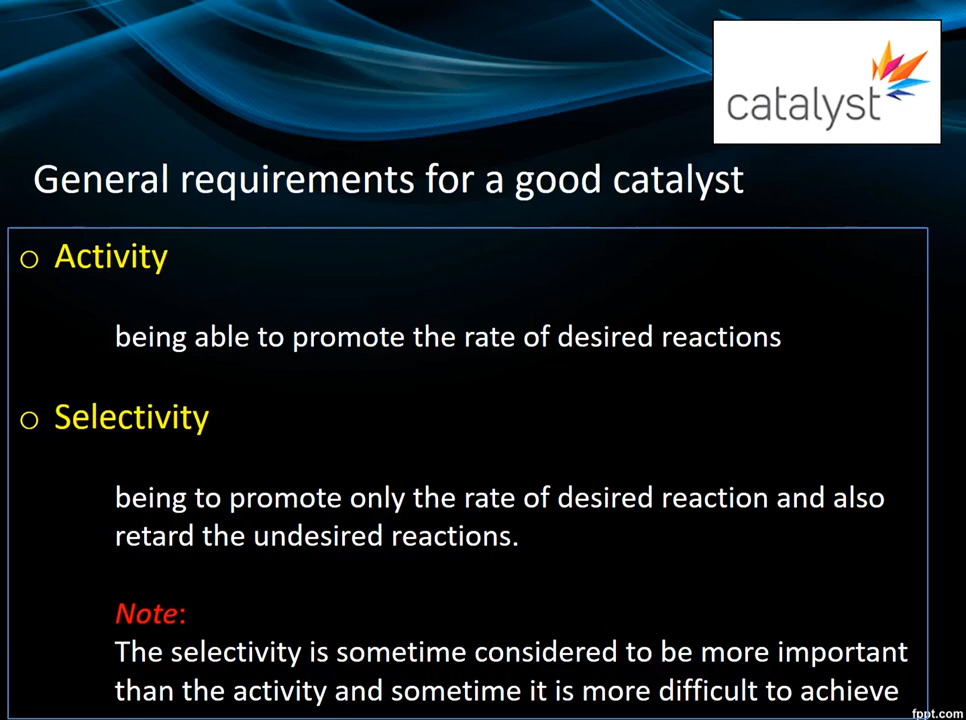 catalyst
General requirements for a good catalyst
o Activity
being able to promote the rate of desired reactions
o Selectivity
being to promote only the rate of desired reaction and also
retard the undesired reactions.
Note:
The selectivity is sometime considered to be more important
than the activity and sometime it is more difficult to achieve
fppt.com